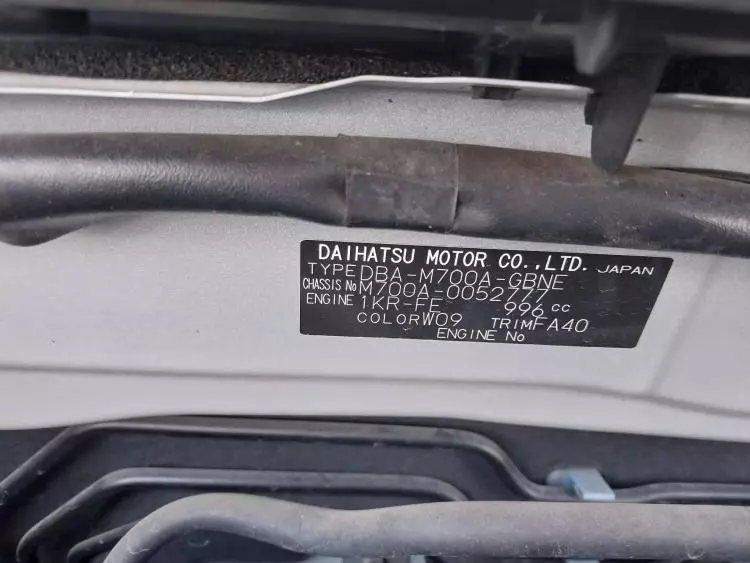 DAIHATSU MOTOR CO.,LTD. JAPAN
TYPE DBA-M700A-GBNE
CHASSIS No M700A-0052777
ENGINE 1KR-FE 996 cc
COLOR W09 TRIM FA40
ENGINE No